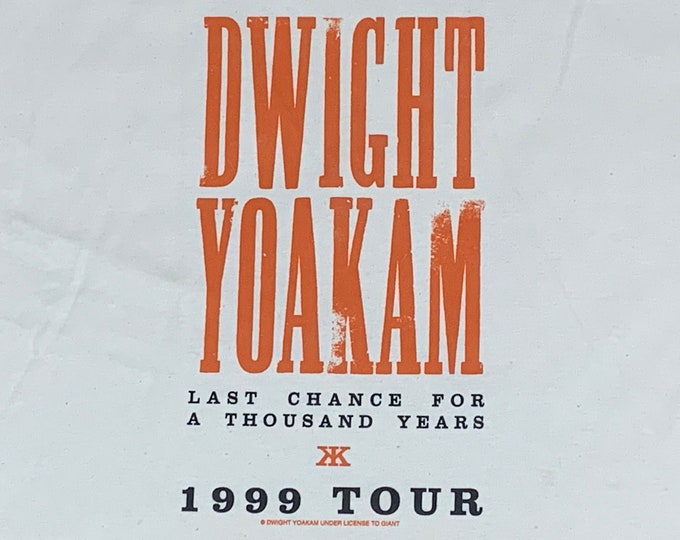 DWIGHT
YOAKAM
LAST CHANCE FOR
A THOUSAND YEARS
1999 TOUR
© DWIGHT YOAKAM UNDER LICENSE TO GIANT